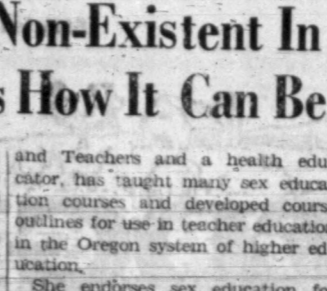 Non-Existent In
s How It Can Be
and Teachers and a health edu
cator, has taught many sex educa
tion courses and developed cours
outlines for use in teacher educatio
in the Oregon system of higher ed
ucation.
She endorses sex education fo